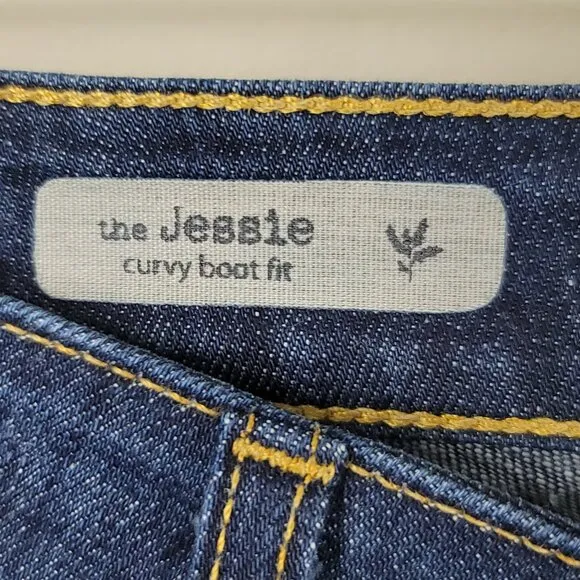 the Jessie
curvy boot fit